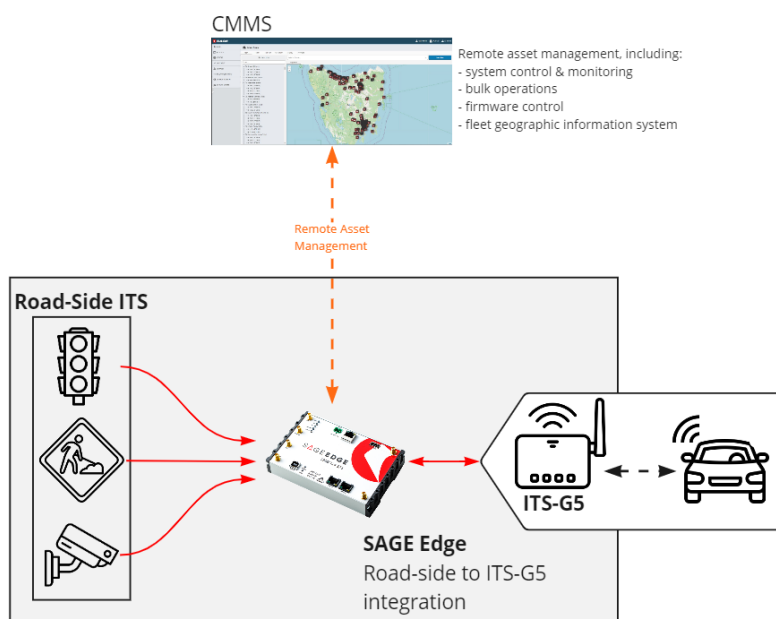 CMMS
Remote asset management, including:
- system control & monitoring
- bulk operations
- firmware control
- fleet geographic information system
Remote Asset
Management
Road-Side ITS
SAGE EDGE
ITS-G5
SAGE Edge
Road-side to ITS-G5
integration